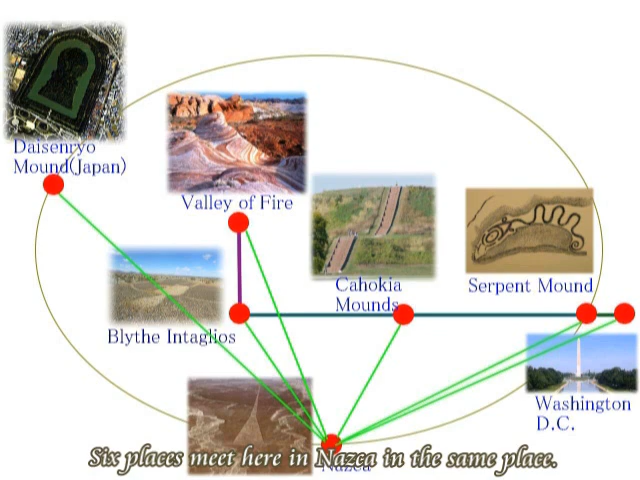 Daisenryo
Mound(Japan)
Valley of Fire
Cahokia
Mounds
Serpent Mound
Blythe Intaglios
Washington
D.C.
Nazca
Six places meet here in Nazca in the same place.